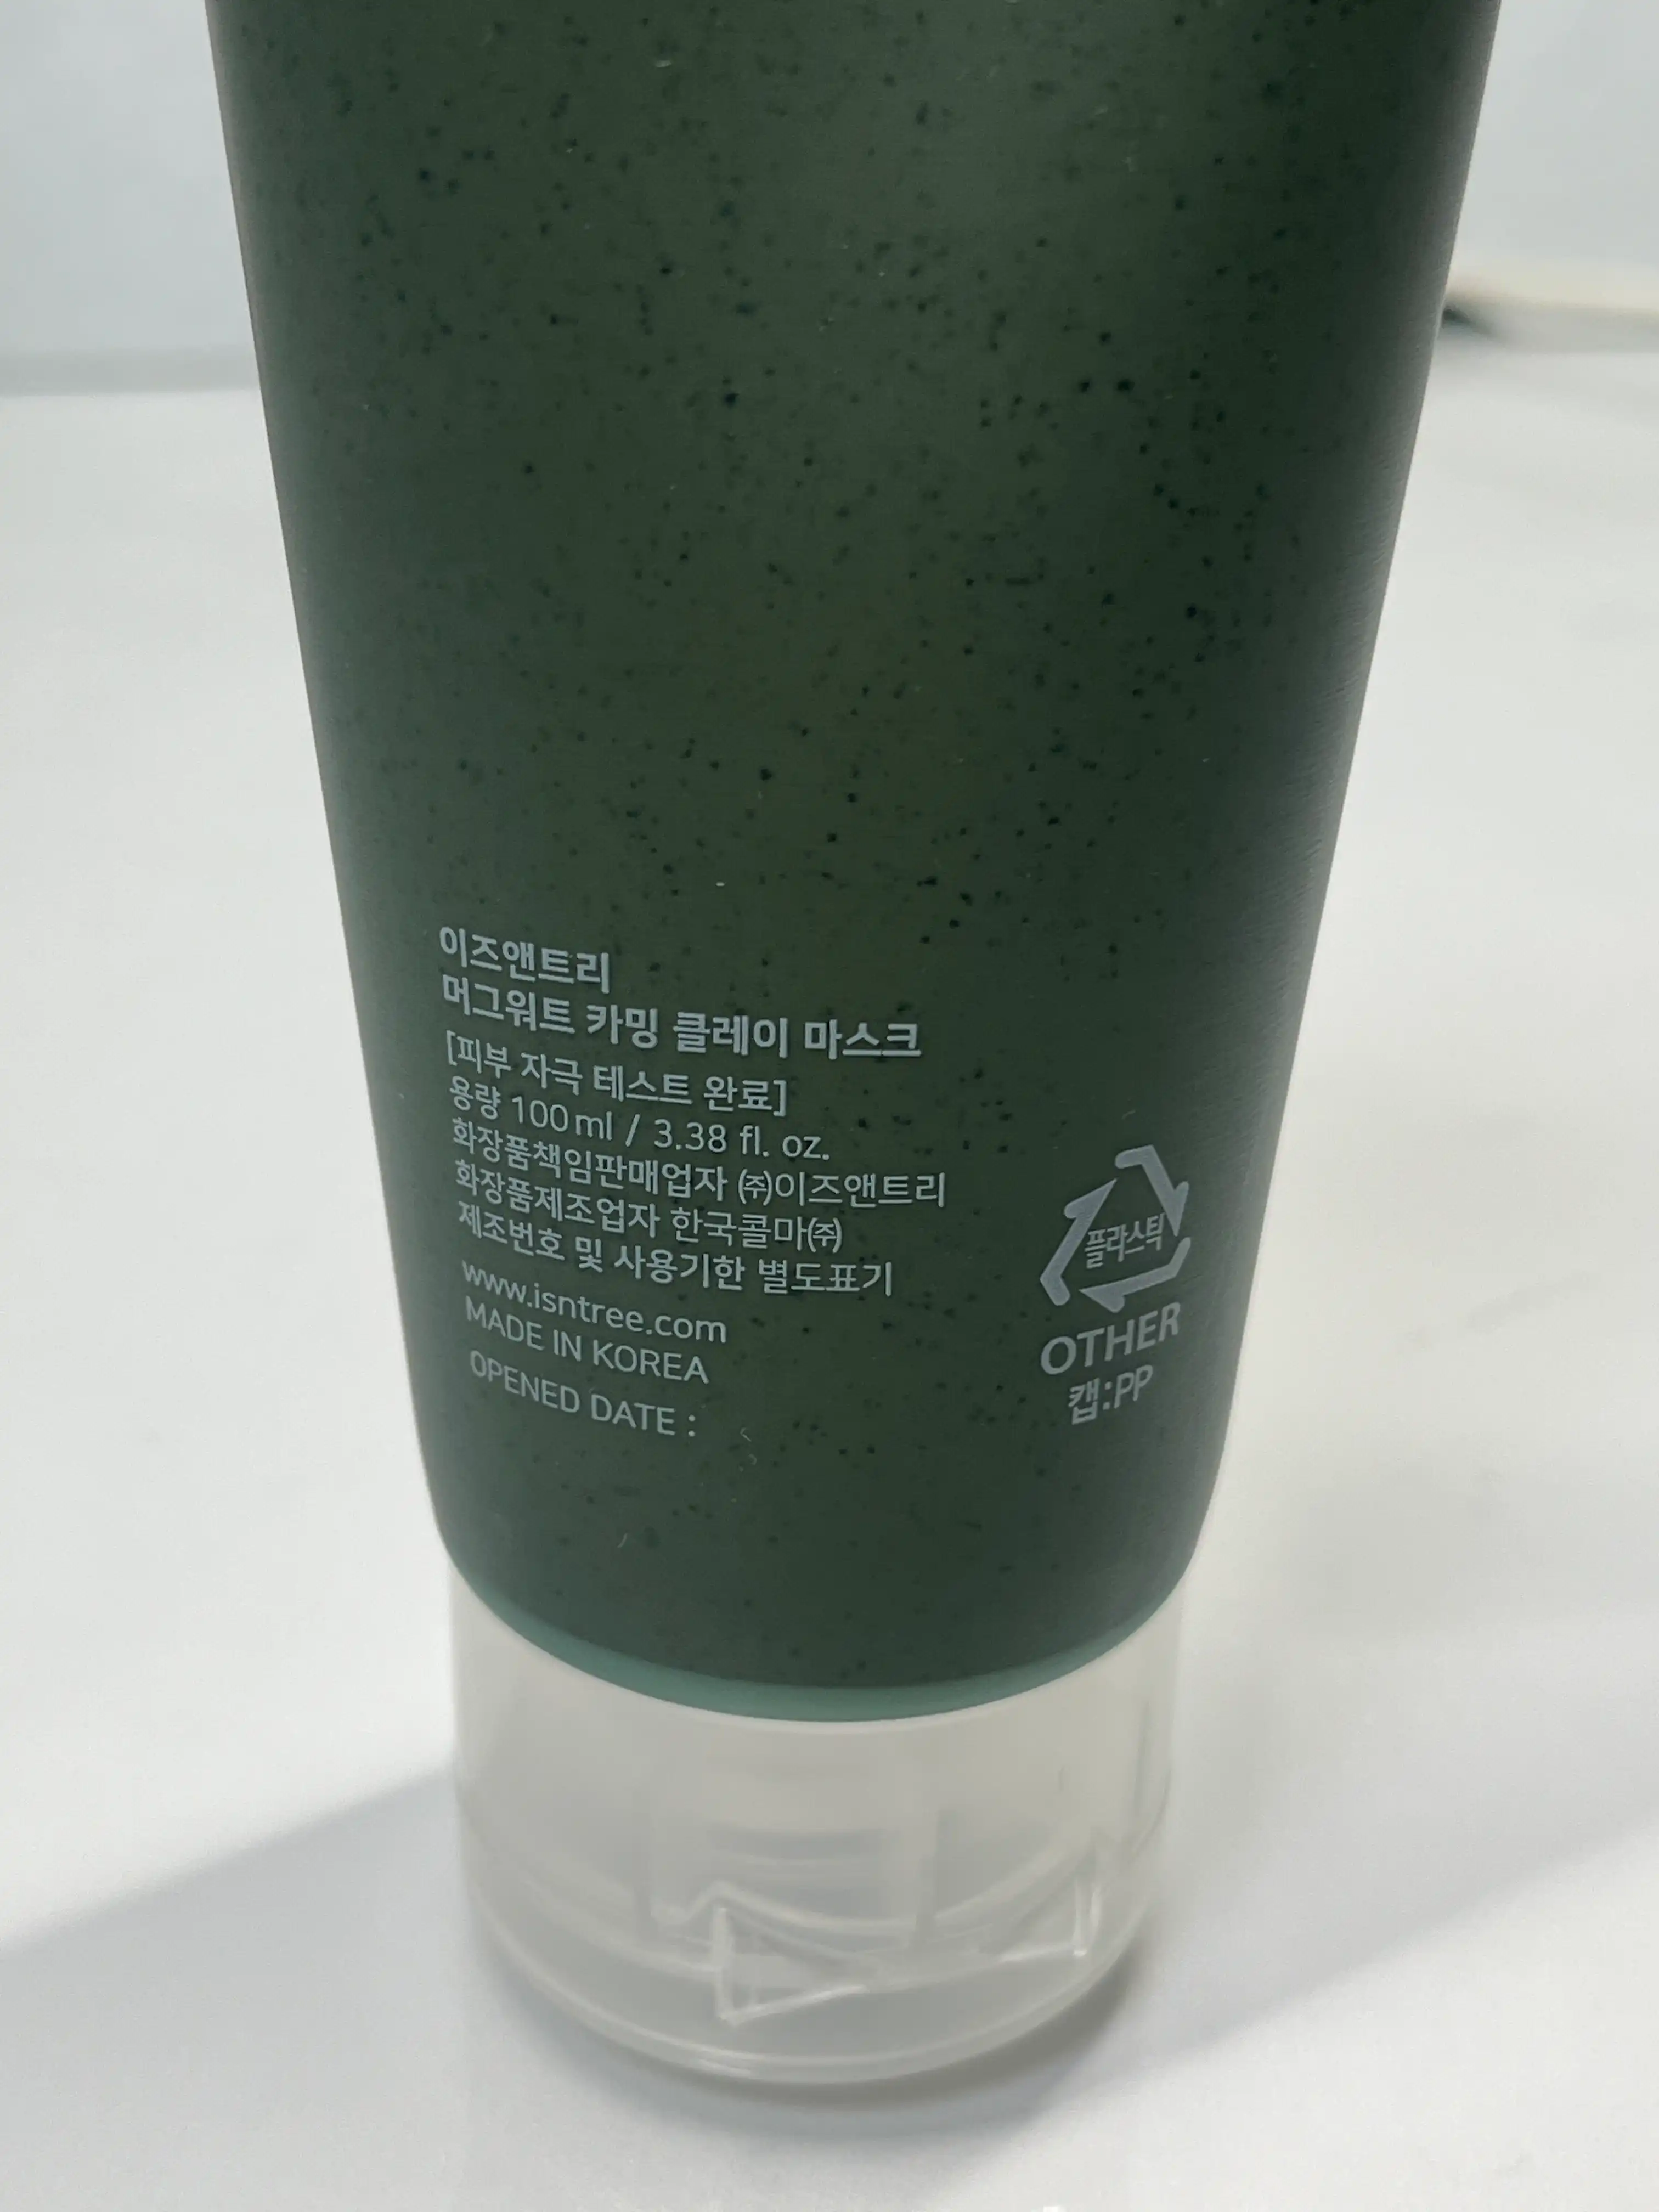 이즈앤트리
머그워트 카밍 클레이 마스크
[피부 자극 테스트 완료]
용량 100ml / 3.38 fl. oz.
화장품책임판매업자 ㈜이즈앤트리
화장품제조업자 한국콜마㈜
제조번호 및 사용기한 별도표기
www.isntree.com
MADE IN KOREA
OPENED DATE :
플라스틱
OTHER
캡:PP